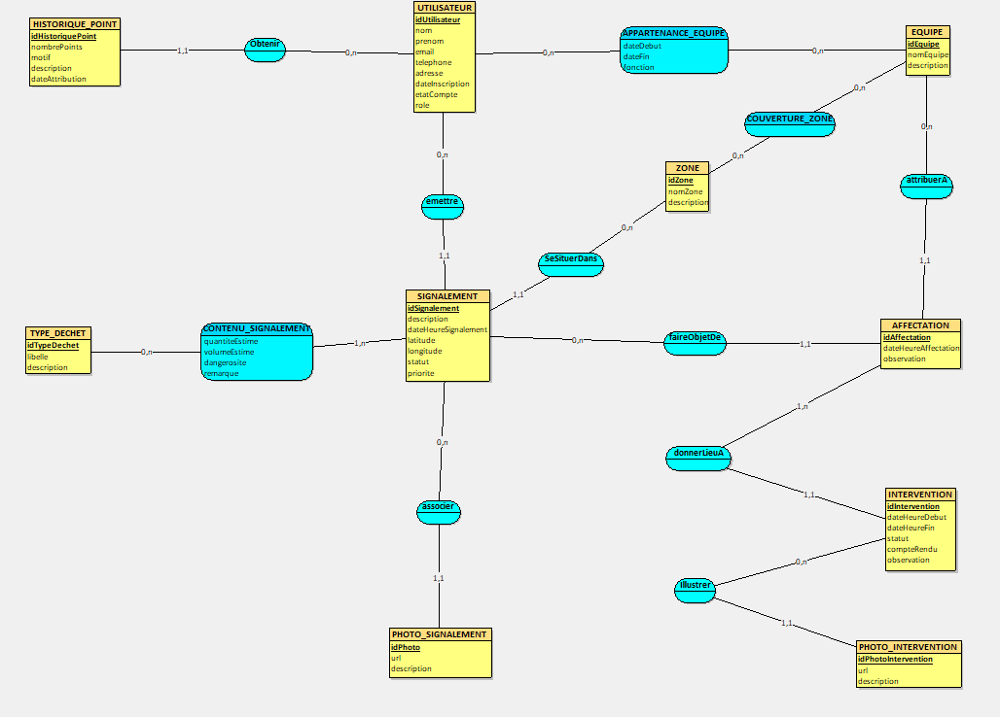 HISTORIQUE_POINT
idHistoriquePoint
nombrePoints
motif
description
dateAttribution
1,1
Obtenir
0,n
UTILISATEUR
idUtilisateur
nom
prenom
email
telephone
adresse
dateInscription
etatCompte
role
0,n
APPARTENANCE_EQUIPE
dateDebut
dateFin
fonction
0,n
EQUIPE
idEquipe
nomEquipe
description
0,n
COUVERTURE_ZONE
0,n
ZONE
idZone
nomZone
description
0,n
attribuerA
1,1
0,n
emettre
1,1
0,n
SeSituerDans
1,1
SIGNALEMENT
idSignalement
description
dateHeureSignalement
latitude
longitude
statut
priorite
TYPE_DECHET
idTypeDechet
libelle
description
0,n
CONTENU_SIGNALEMENT
quantiteEstime
volumeEstime
dangerosite
remarque
1,n
0,n
faireObjetDe
1,1
AFFECTATION
idAffectation
dateHeureAffectation
observation
1,n
donnerLieuA
1,1
INTERVENTION
idIntervention
dateHeureDebut
dateHeureFin
statut
compteRendu
observation
0,n
illustrer
1,1
PHOTO_INTERVENTION
idPhotoIntervention
url
description
0,n
associer
1,1
PHOTO_SIGNALEMENT
idPhoto
url
description